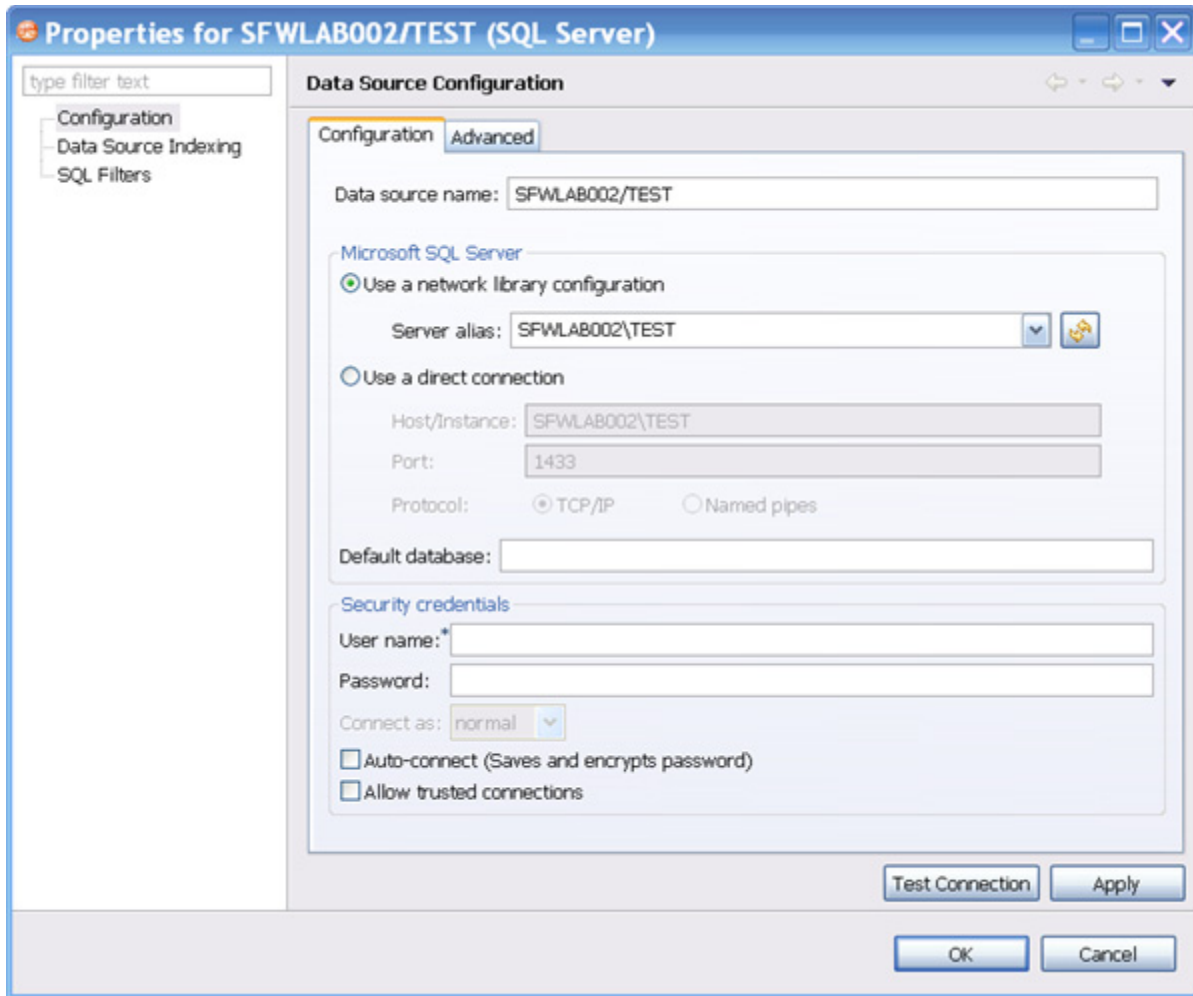 Properties for SFWLAB002/TEST (SQL Server)
type filter text
Configuration
Data Source Indexing
SQL Filters
Data Source Configuration
Configuration Advanced
Data source name: SFWLAB002/TEST
Microsoft SQL Server
Use a network library configuration
Server alias: SFWLAB002\TEST
Use a direct connection
Host/Instance: SFWLAB002\TEST
Port: 1433
Protocol: TCP/IP Named pipes
Default database:
Security credentials
User name:*
Password:
Connect as: normal
Auto-connect (Saves and encrypts password)
Allow trusted connections
Test Connection Apply
OK Cancel